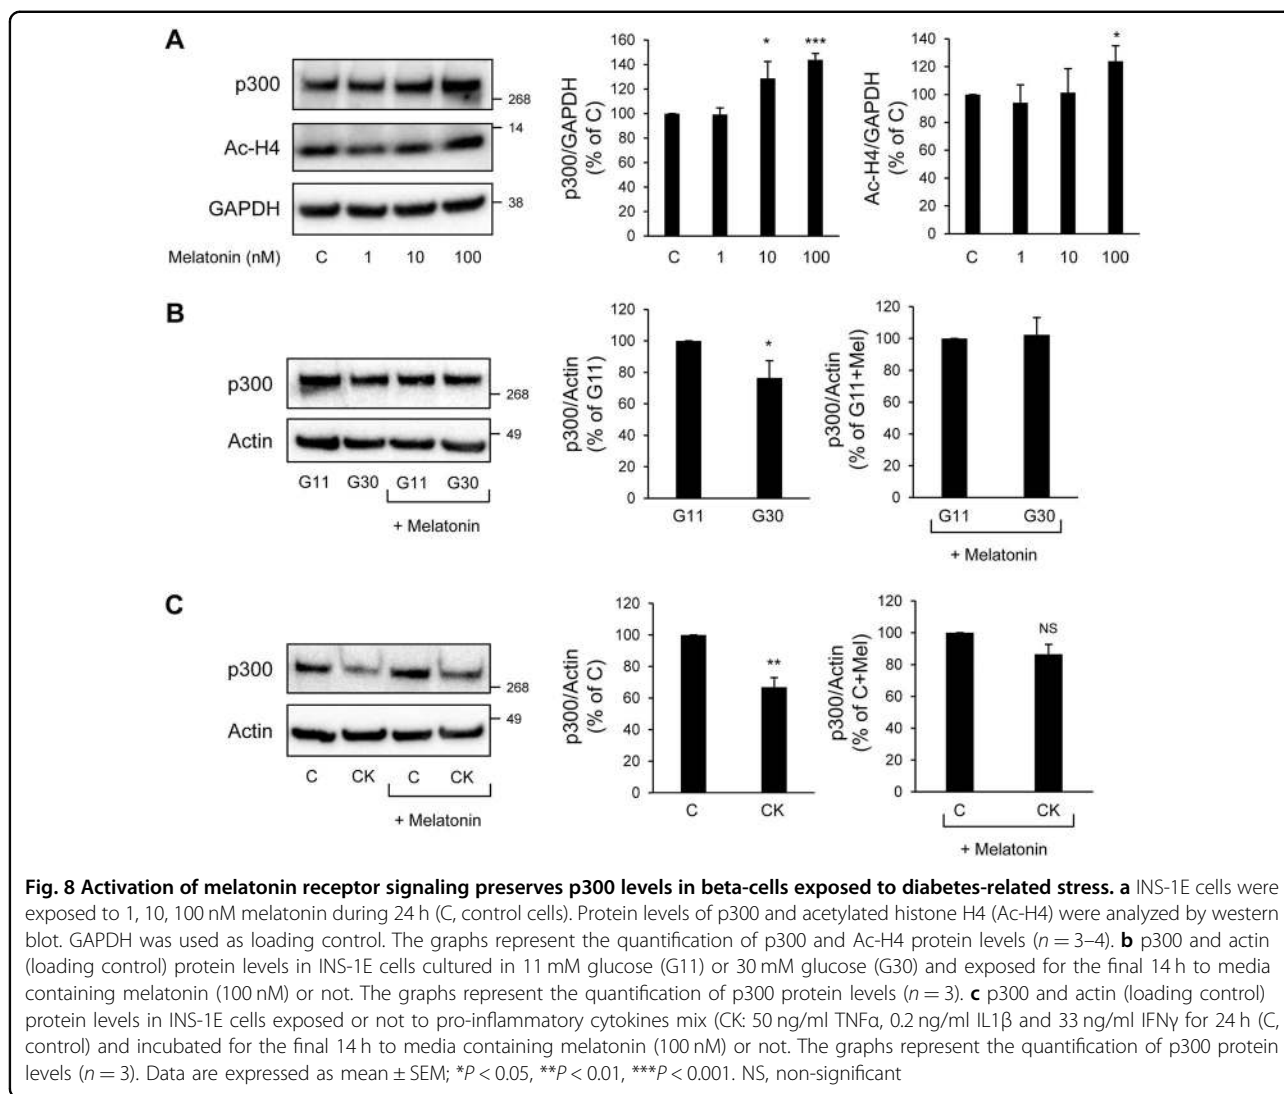 A
p300
268
14
Ac-H4
GAPDH
38
Melatonin (nM)
C 1 10 100
p300/GAPDH
(% of C)
160
140
120
100
80
60
40
20
0
* ***
C 1 10 100
Ac-H4/GAPDH
(% of C)
140
120
100
80
60
40
20
0
*
C 1 10 100
B
p300
268
Actin
49
G11 G30 G11 G30
+ Melatonin
p300/Actin
(% of G11)
120
100
80
60
40
20
0
*
G11 G30
p300/Actin
(% of G11+Mel)
120
100
80
60
40
20
0
G11 G30
+ Melatonin
C
p300
268
Actin
49
C CK C CK
+ Melatonin
p300/Actin
(% of C)
120
100
80
60
40
20
0
**
C CK
p300/Actin
(% of C+Mel)
120
100
80
60
40
20
0
NS
C CK
+ Melatonin
Fig. 8 Activation of melatonin receptor signaling preserves p300 levels in beta-cells exposed to diabetes-related stress. a INS-1E cells were
exposed to 1, 10, 100 nM melatonin during 24 h (C, control cells). Protein levels of p300 and acetylated histone H4 (Ac-H4) were analyzed by western
blot. GAPDH was used as loading control. The graphs represent the quantification of p300 and Ac-H4 protein levels (n = 3–4). b p300 and actin
(loading control) protein levels in INS-1E cells cultured in 11 mM glucose (G11) or 30 mM glucose (G30) and exposed for the final 14 h to media
containing melatonin (100 nM) or not. The graphs represent the quantification of p300 protein levels (n = 3). c p300 and actin (loading control)
protein levels in INS-1E cells exposed or not to pro-inflammatory cytokines mix (CK: 50 ng/ml TNFα, 0.2 ng/ml IL1β and 33 ng/ml IFNγ for 24 h (C,
control) and incubated for the final 14 h to media containing melatonin (100 nM) or not. The graphs represent the quantification of p300 protein
levels (n = 3). Data are expressed as mean ± SEM; *P < 0.05, **P < 0.01, ***P < 0.001. NS, non-significant